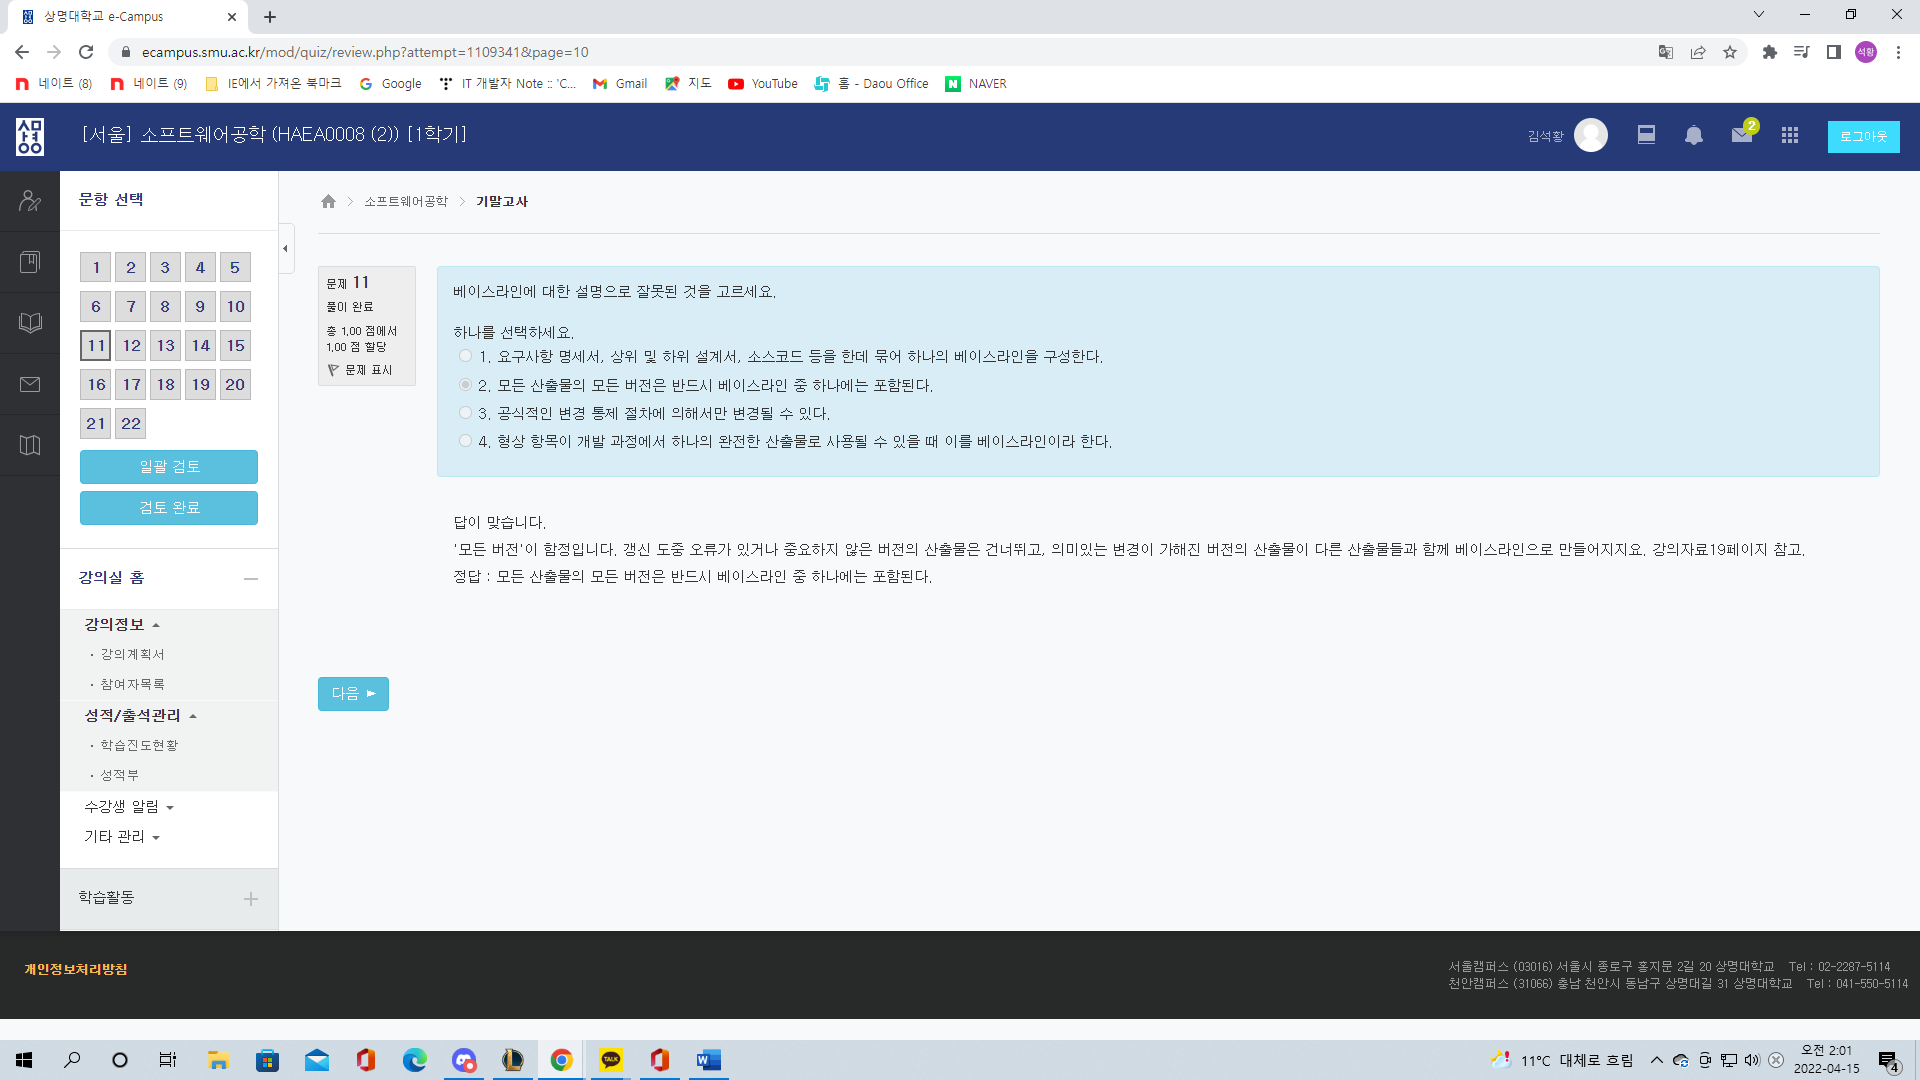 상명대학교 e-Campus
ecampus.smu.ac.kr/mod/quiz/review.php?attempt=1109341&page=10
석황
네이트 (8)
네이트 (9)
IE에서 가져온 북마크
Google
IT 개발자 Note :: 'C...
Gmail
지도
YouTube
홈 - Daou Office
NAVER
[서울] 소프트웨어공학 (HAEA0008 (2)) [1학기]
김석황
2
로그아웃
문항 선택
소프트웨어공학
기말고사
1 2 3 4 5
6 7 8 9 10
11 12 13 14 15
16 17 18 19 20
21 22
일괄 검토
검토 완료
문제 11
풀이 완료
총 1.00 점에서
1.00 점 할당
문제 표시
베이스라인에 대한 설명으로 잘못된 것을 고르세요.
하나를 선택하세요.
1. 요구사항 명세서, 상위 및 하위 설계서, 소스코드 등을 한데 묶어 하나의 베이스라인을 구성한다.
2. 모든 산출물의 모든 버전은 반드시 베이스라인 중 하나에는 포함된다.
3. 공식적인 변경 통제 절차에 의해서만 변경될 수 있다.
4. 형상 항목이 개발 과정에서 하나의 완전한 산출물로 사용될 수 있을 때 이를 베이스라인이라 한다.
답이 맞습니다.
'모든 버전'이 함정입니다. 갱신 도중 오류가 있거나 중요하지 않은 버전의 산출물은 건너뛰고, 의미있는 변경이 가해진 버전의 산출물이 다른 산출물들과 함께 베이스라인으로 만들어지지요. 강의자료19페이지 참고.
정답 : 모든 산출물의 모든 버전은 반드시 베이스라인 중 하나에는 포함된다.
다음 ►
강의실 홈
강의정보
· 강의계획서
· 참여자목록
성적/출석관리
· 학습진도현황
· 성적부
수강생 알림
기타 관리
학습활동
개인정보처리방침
서울캠퍼스 (03016) 서울시 종로구 홍지문 2길 20 상명대학교 Tel : 02-2287-5114
천안캠퍼스 (31066) 충남 천안시 동남구 상명대길 31 상명대학교 Tel : 041-550-5114
TALK
11°C 대체로 흐림
오전 2:01
2022-04-15
4